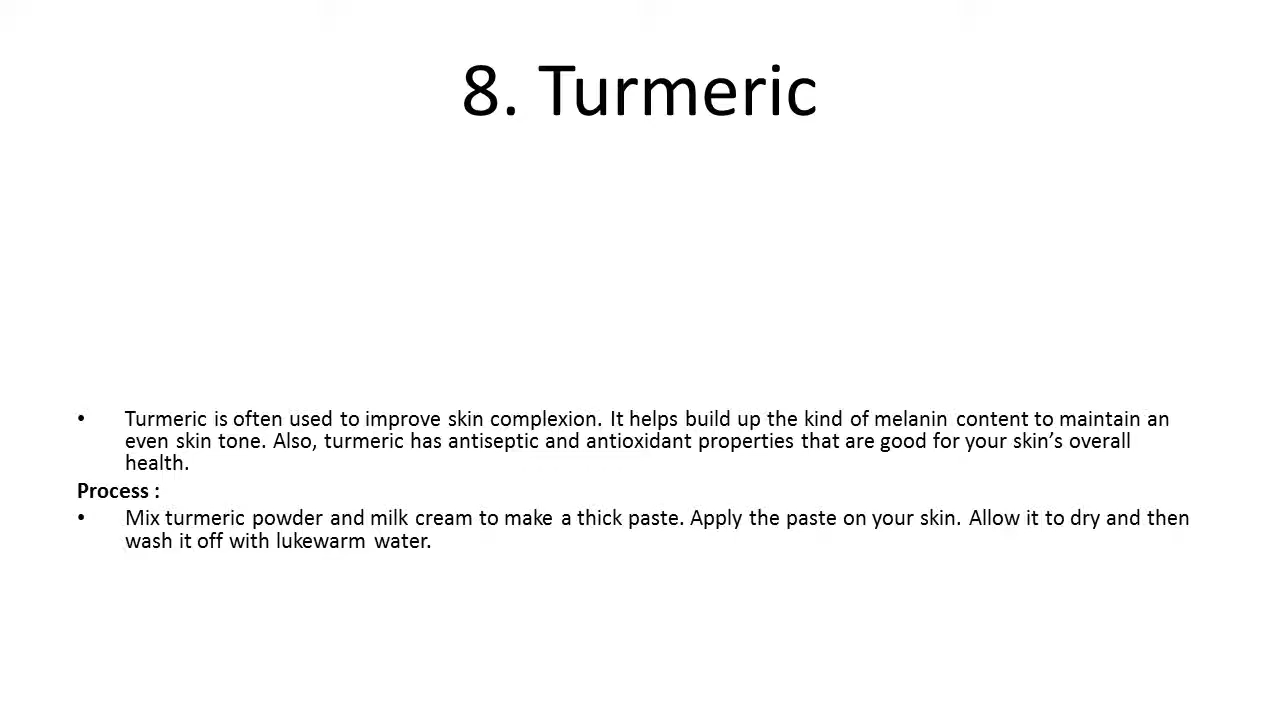 8. Turmeric
• Turmeric is often used to improve skin complexion. It helps build up the kind of melanin content to maintain an
even skin tone. Also, turmeric has antiseptic and antioxidant properties that are good for your skin’s overall
health.
Process :
• Mix turmeric powder and milk cream to make a thick paste. Apply the paste on your skin. Allow it to dry and then
wash it off with lukewarm water.